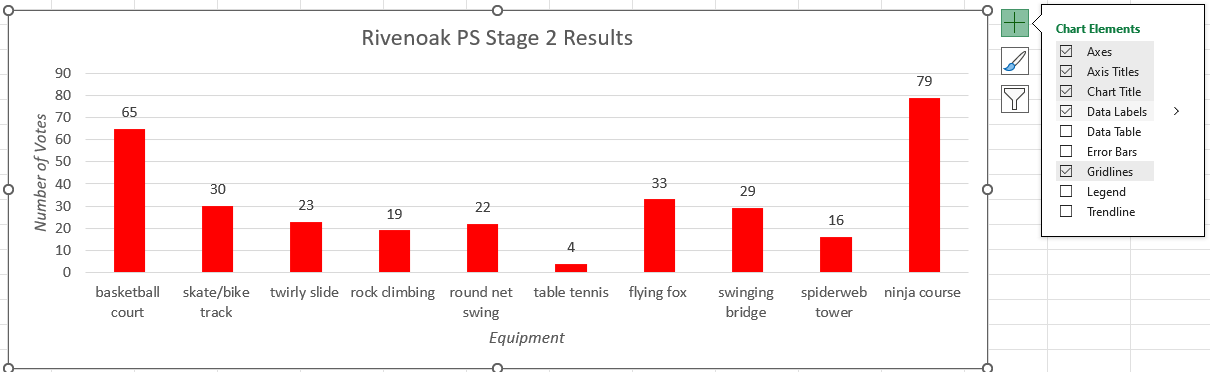 Rivenoak PS Stage 2 Results
Number of Votes
90
80
70
60
50
40
30
20
10
0
65
30
23
19
22
4
33
29
16
79
basketball
court
skate/bike
track
twirly slide
rock climbing
round net
swing
table tennis
flying fox
swinging
bridge
spiderweb
tower
ninja course
Equipment
Chart Elements
Axes
Axis Titles
Chart Title
Data Labels
Data Table
Error Bars
Gridlines
Legend
Trendline